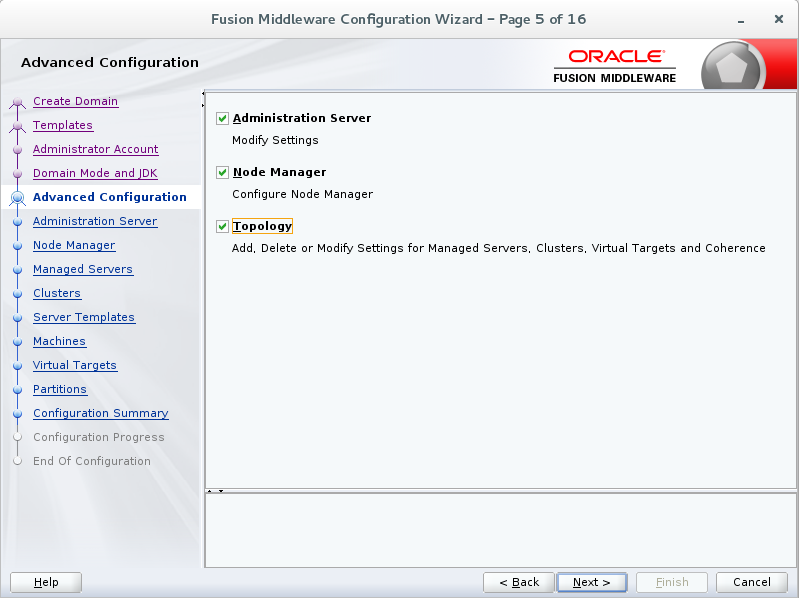 Fusion Middleware Configuration Wizard – Page 5 of 16
Advanced Configuration
ORACLE
FUSION MIDDLEWARE
Create Domain
Templates
Administrator Account
Domain Mode and JDK
Advanced Configuration
Administration Server
Node Manager
Managed Servers
Clusters
Server Templates
Machines
Virtual Targets
Partitions
Configuration Summary
Configuration Progress
End Of Configuration
Administration Server
Modify Settings
Node Manager
Configure Node Manager
Topology
Add, Delete or Modify Settings for Managed Servers, Clusters, Virtual Targets and Coherence
Help
< Back
Next >
Finish
Cancel